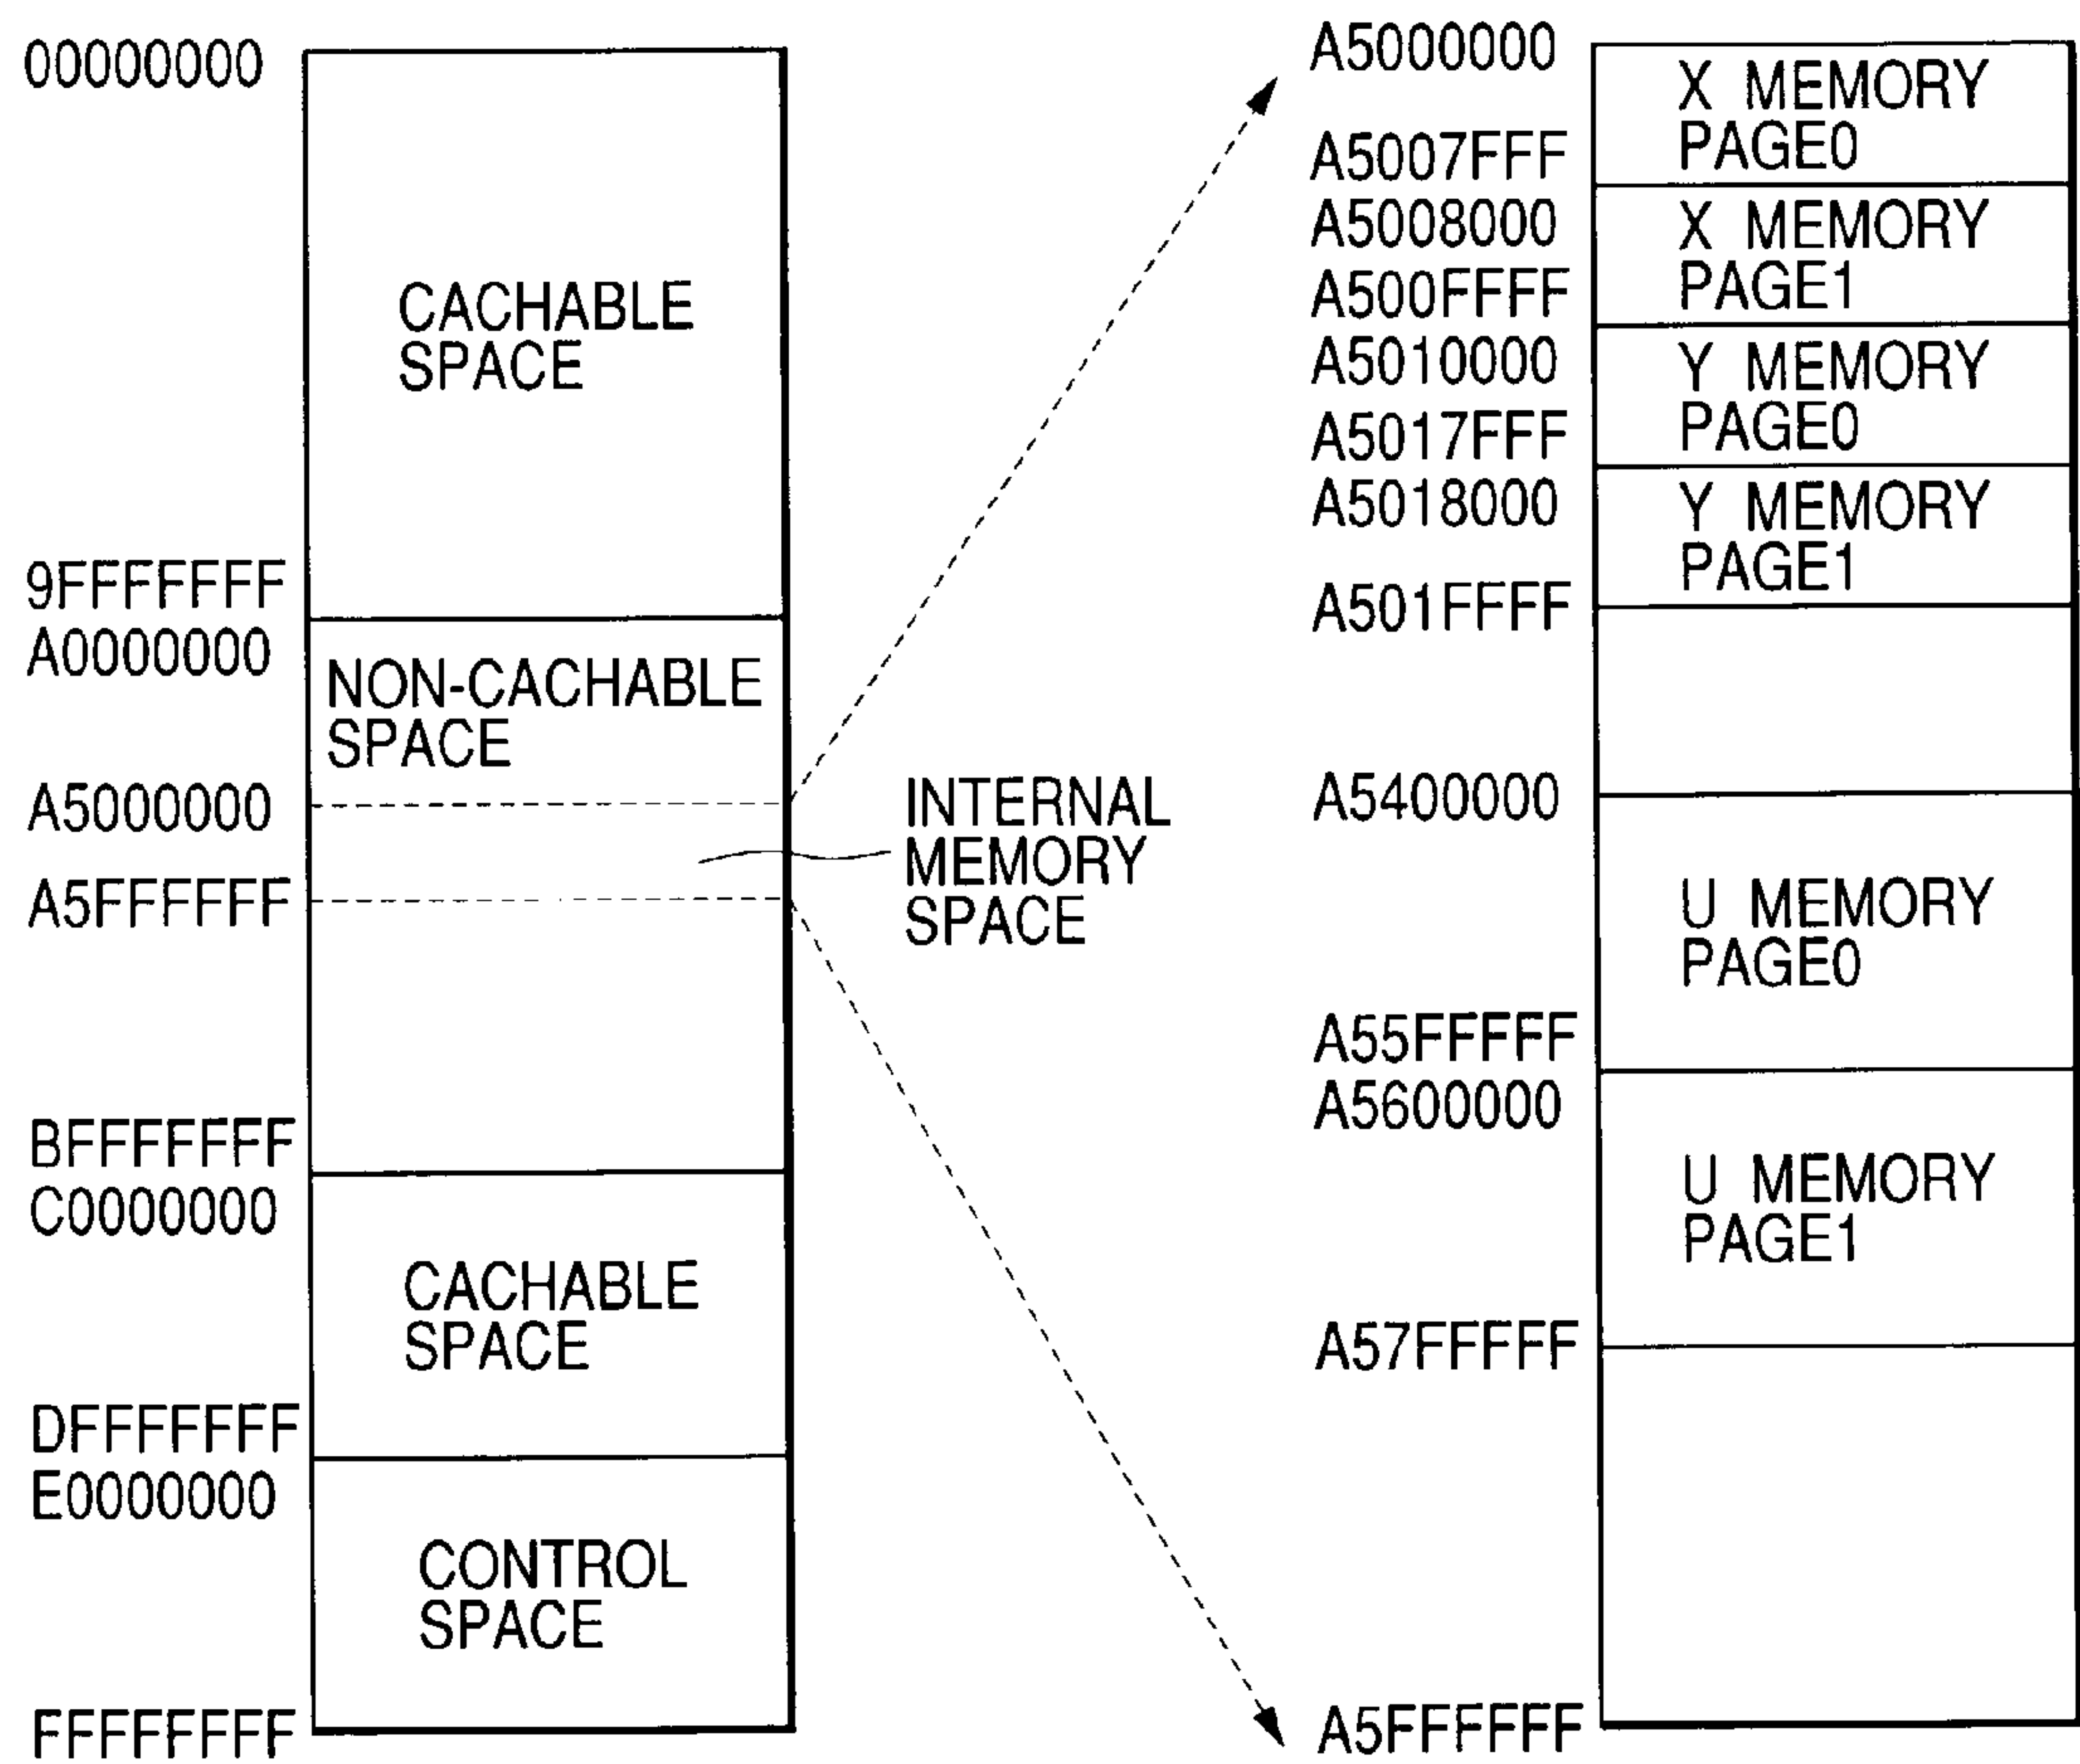 00000000
CACHABLE
SPACE
9FFFFFFF
A0000000
NON-CACHABLE
SPACE
A5000000
A5FFFFFF
INTERNAL
MEMORY
SPACE
BFFFFFFF
C0000000
CACHABLE
SPACE
DFFFFFFF
E0000000
CONTROL
SPACE
FFFFFFFF
A5000000
X MEMORY
PAGE0
A5007FFF
A5008000
X MEMORY
PAGE1
A500FFFF
A5010000
Y MEMORY
PAGE0
A5017FFF
A5018000
Y MEMORY
PAGE1
A501FFFF
A5400000
U MEMORY
PAGE0
A55FFFFF
A5600000
U MEMORY
PAGE1
A57FFFFF
A5FFFFFF